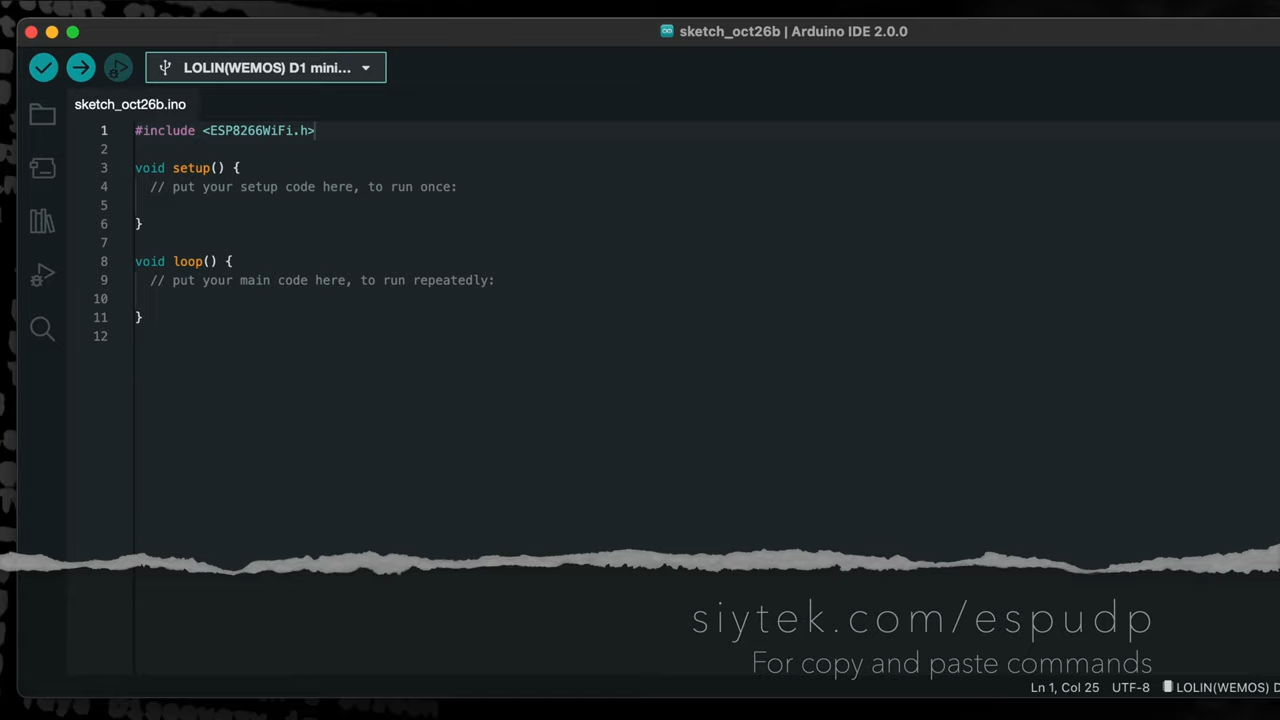 sketch_oct26b | Arduino IDE 2.0.0
LOLIN(WEMOS) D1 mini...
sketch_oct26b.ino
1 #include <ESP8266WiFi.h>
2
3 void setup() {
4 // put your setup code here, to run once:
5
6 }
7
8 void loop() {
9 // put your main code here, to run repeatedly:
10
11 }
12
siytek.com/espudp
For copy and paste commands
Ln 1, Col 25 UTF-8 LOLIN(WEMOS) D